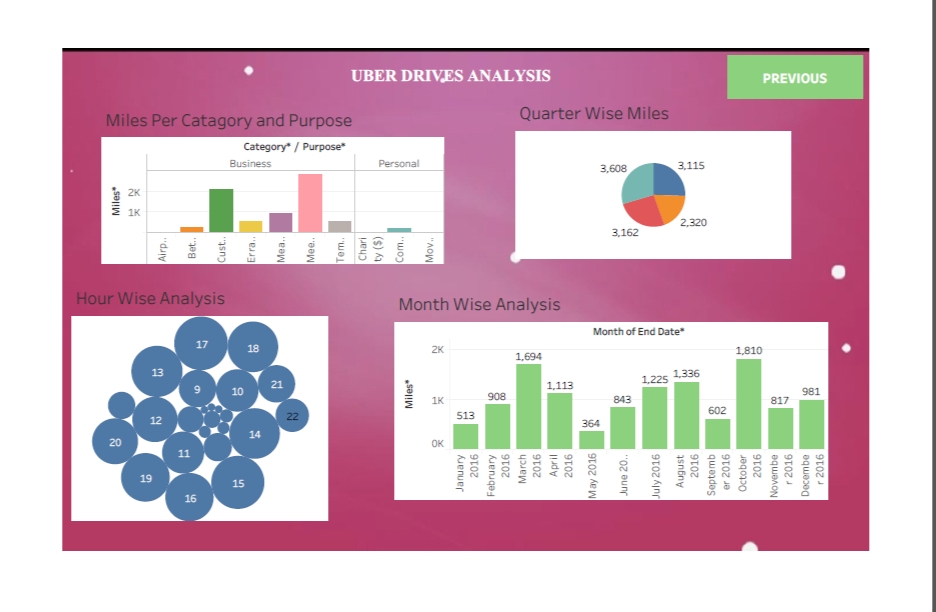 UBER DRIVES ANALYSIS
PREVIOUS
Miles Per Catagory and Purpose
Category* / Purpose*
Business
Personal
Miles*
2K
1K
Airp..
Bet..
Cust..
Erra..
Mea..
Mee..
Tem..
Chari
ty ($)
Com..
Mov..
Quarter Wise Miles
3,608
3,115
3,162
2,320
Hour Wise Analysis
17
18
13
9
10
21
22
12
14
20
11
19
15
16
Month Wise Analysis
Month of End Date*
Miles*
2K
1K
0K
513
908
1,694
1,113
364
843
1,225
1,336
602
1,810
817
981
January
2016
February
2016
March
2016
April
2016
May 2016
June 20..
July 2016
August
2016
Septemb
er 2016
October
2016
Novembe
r 2016
Decembe
r 2016